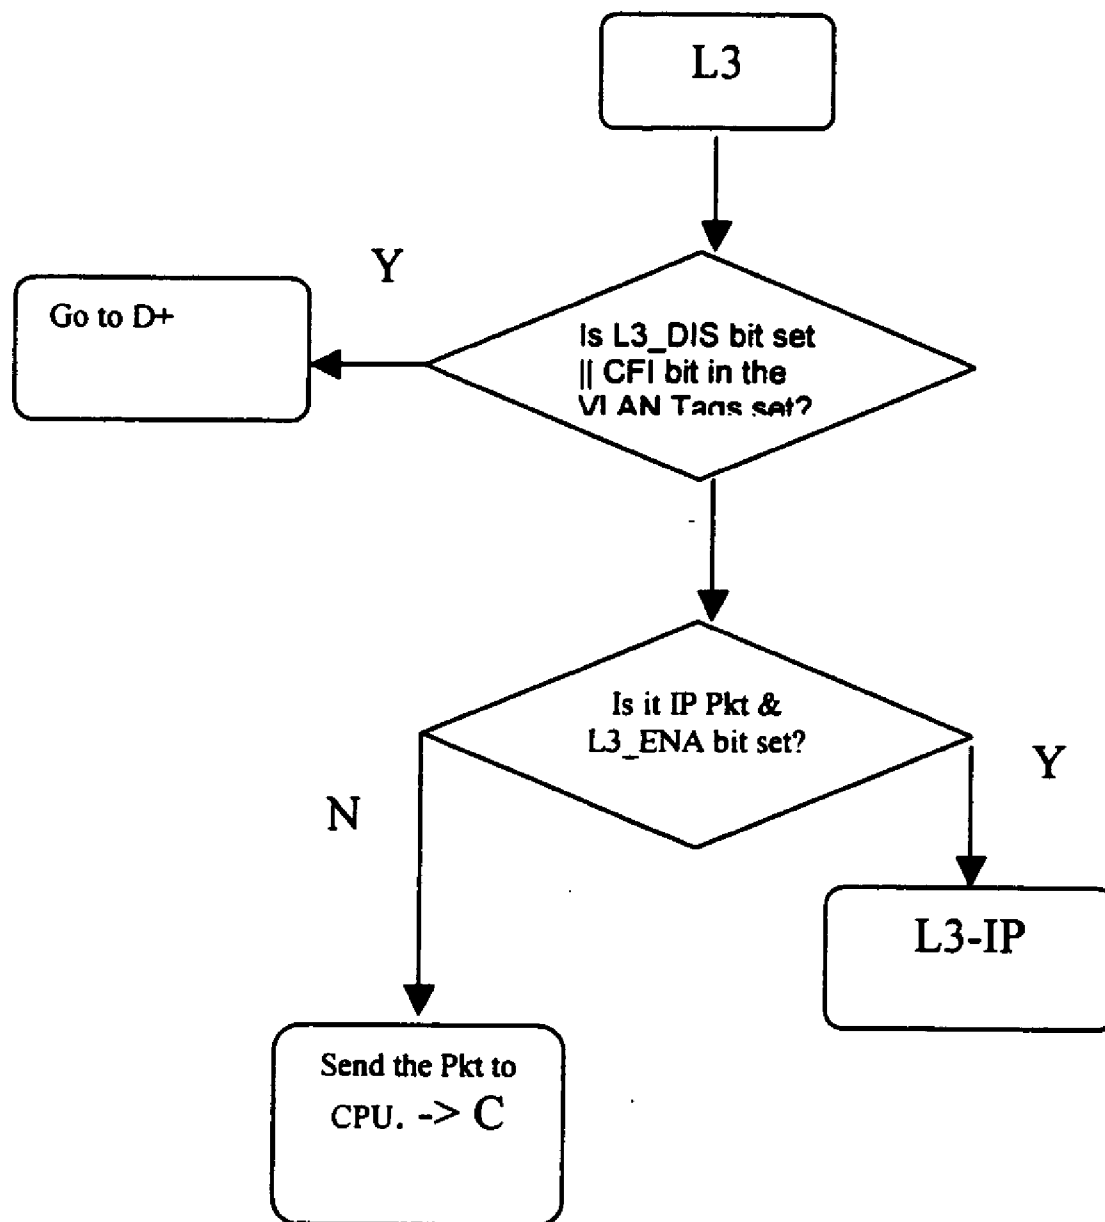 L3
Y
Go to D+
Is L3_DIS bit set
|| CFI bit in the
VLAN Tags set?
Is it IP Pkt &
L3_ENA bit set?
Y
N
L3-IP
Send the Pkt to
CPU. -> C